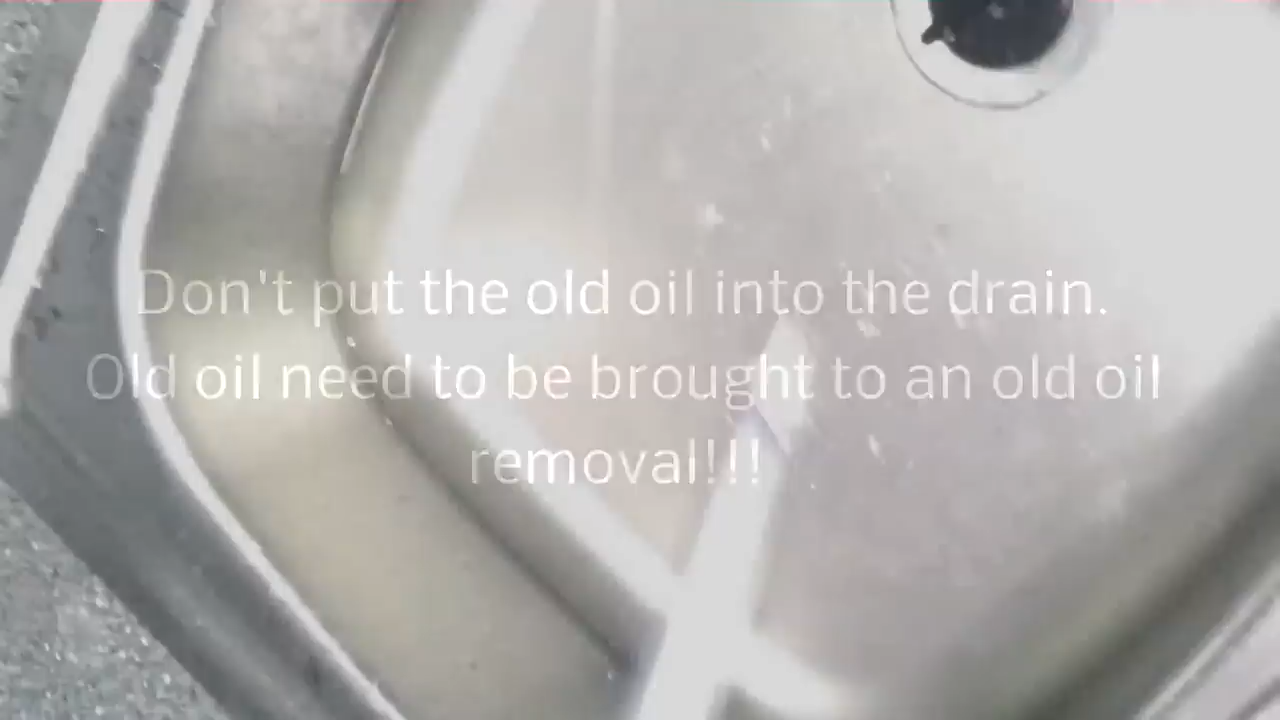 Don't put the old oil into the drain.
Old oil need to be brought to an old oil
removal!!!